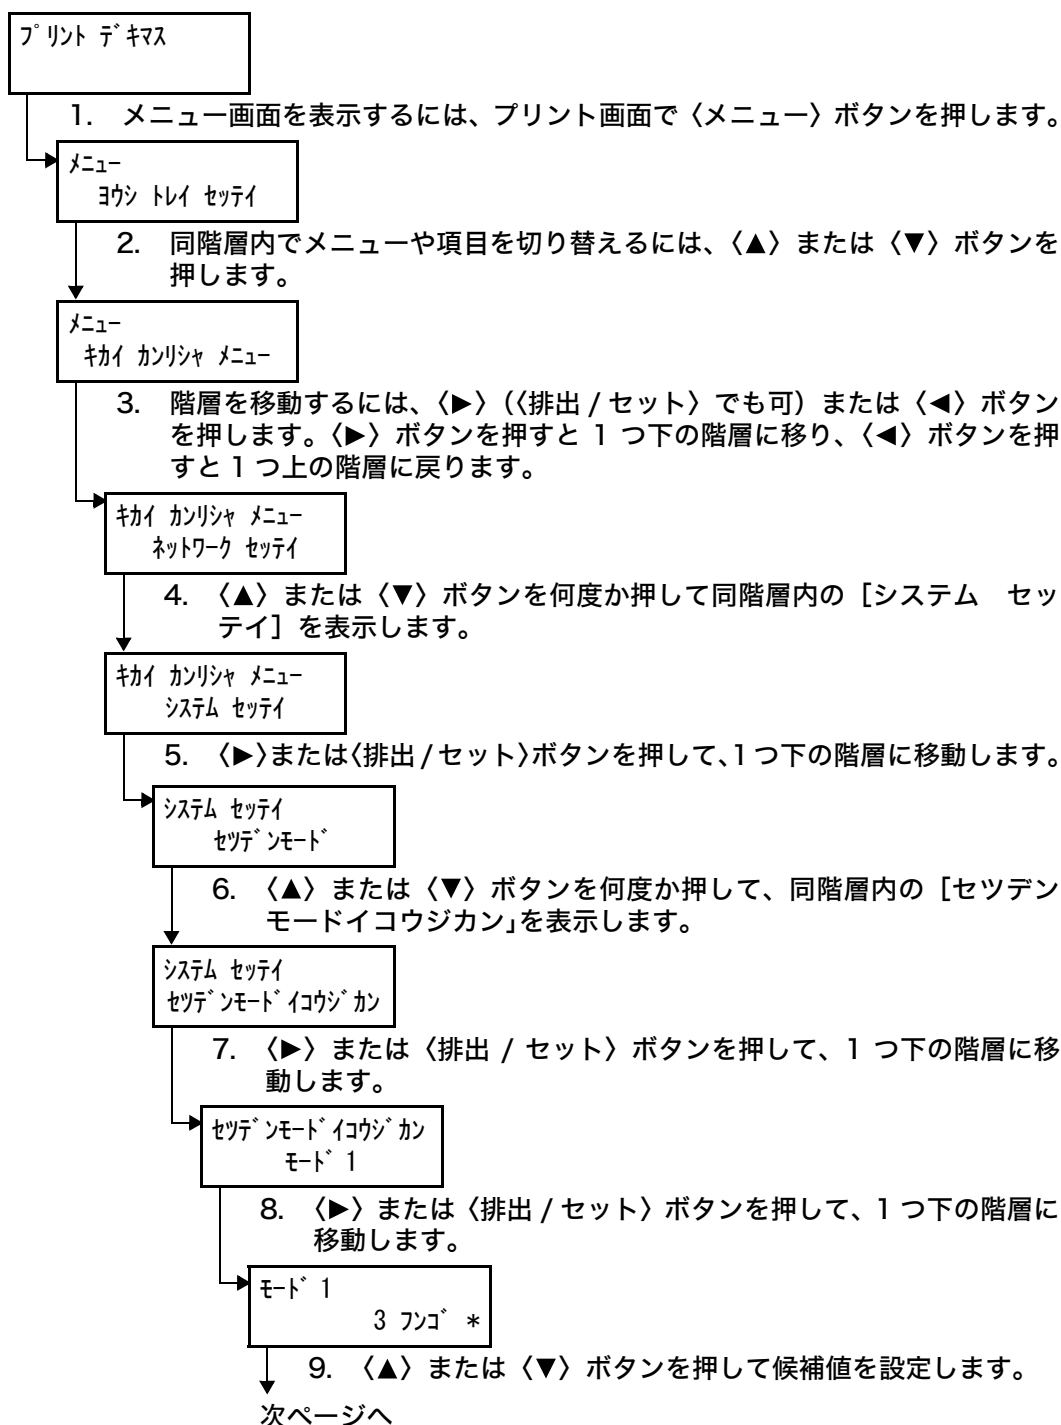 ﾌﾟﾘﾝﾄ ﾃﾞｷﾏｽ
1. メニュー画面を表示するには、プリント画面で〈メニュー〉ボタンを押します。
ﾒﾆｭｰ
ﾖｳｼ ﾄﾚｲ ｾｯﾃｲ
2. 同階層内でメニューや項目を切り替えるには、〈▲〉または〈▼〉ボタンを
押します。
ﾒﾆｭｰ
ｷｶｲ ｶﾝﾘｼｬ ﾒﾆｭｰ
3. 階層を移動するには、〈▶〉（〈排出 / セット〉でも可）または〈◀〉ボタン
を押します。〈▶〉ボタンを押すと 1 つ下の階層に移り、〈◀〉ボタンを押
すと 1 つ上の階層に戻ります。
ｷｶｲ ｶﾝﾘｼｬ ﾒﾆｭｰ
ﾈｯﾄﾜｰｸ ｾｯﾃｲ
4. 〈▲〉または〈▼〉ボタンを何度か押して同階層内の［システム　セッ
テイ］を表示します。
ｷｶｲ ｶﾝﾘｼｬ ﾒﾆｭｰ
ｼｽﾃﾑ ｾｯﾃｲ
5. 〈▶〉または〈排出 / セット〉ボタンを押して、1 つ下の階層に移動します。
ｼｽﾃﾑ ｾｯﾃｲ
ｾﾂﾃﾞﾝﾓｰﾄﾞ
6. 〈▲〉または〈▼〉ボタンを何度か押して、同階層内の［セツデン
モードイコウジカン」を表示します。
ｼｽﾃﾑ ｾｯﾃｲ
ｾﾂﾃﾞﾝﾓｰﾄﾞｲｺｳｼﾞｶﾝ
7. 〈▶〉または〈排出 / セット〉ボタンを押して、1 つ下の階層に移
動します。
ｾﾂﾃﾞﾝﾓｰﾄﾞｲｺｳｼﾞｶﾝ
ﾓｰﾄﾞ 1
8. 〈▶〉または〈排出 / セット〉ボタンを押して、1 つ下の階層に
移動します。
ﾓｰﾄﾞ 1
3 ﾌﾝｺﾞ *
9. 〈▲〉または〈▼〉ボタンを押して候補値を設定します。
次ページへ